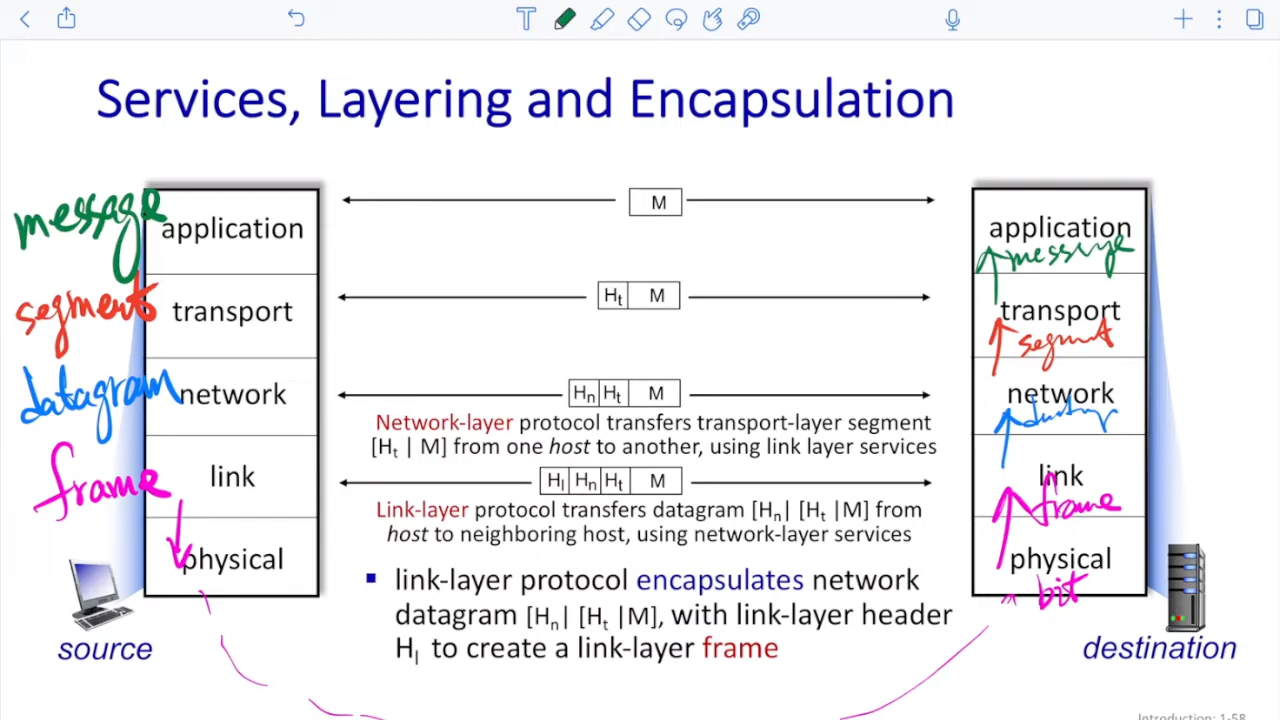 Services, Layering and Encapsulation
message
application
M
application
message
segment
transport
Ht M
transport
segment
datagram
network
Hn Ht M
network
Network-layer protocol transfers transport-layer segment
[Ht | M] from one host to another, using link layer services
frame
link
Hl Hn Ht M
link
frame
Link-layer protocol transfers datagram [Hn| [Ht |M] from
host to neighboring host, using network-layer services
physical
physical
bit
▪ link-layer protocol encapsulates network
datagram [Hn| [Ht |M], with link-layer header
Hl to create a link-layer frame
source
destination
Introduction: 1-58